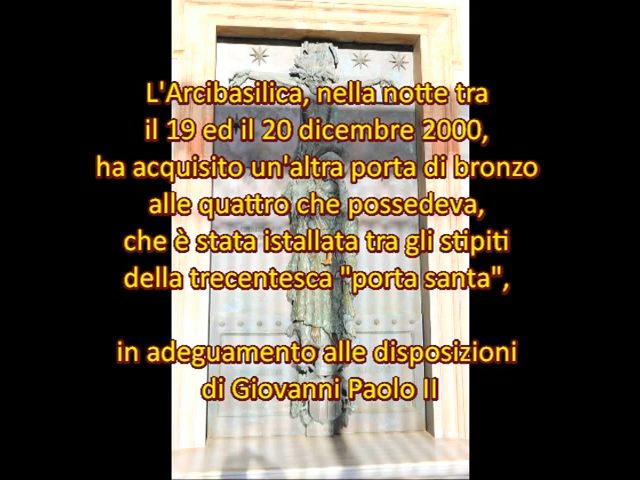 L'Arcibasilica, nella notte tra
il 19 ed il 20 dicembre 2000,
ha acquisito un'altra porta di bronzo
alle quattro che possedeva,
che è stata istallata tra gli stipiti
della trecentesca "porta santa",
in adeguamento alle disposizioni
di Giovanni Paolo II